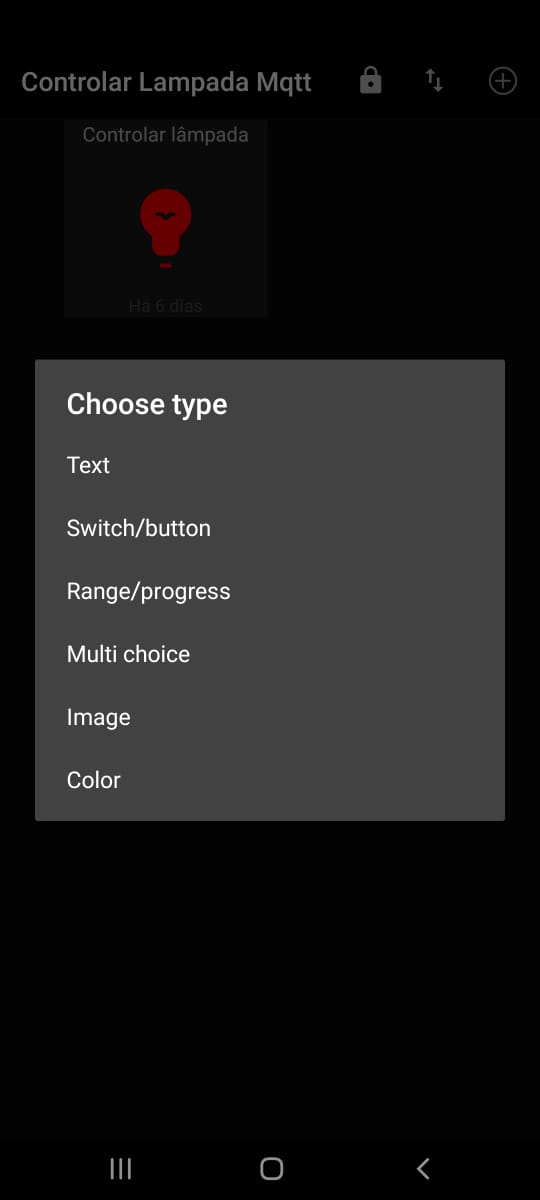 Controlar Lampada Mqtt
Controlar lâmpada
Há 6 dias
Choose type
Text
Switch/button
Range/progress
Multi choice
Image
Color